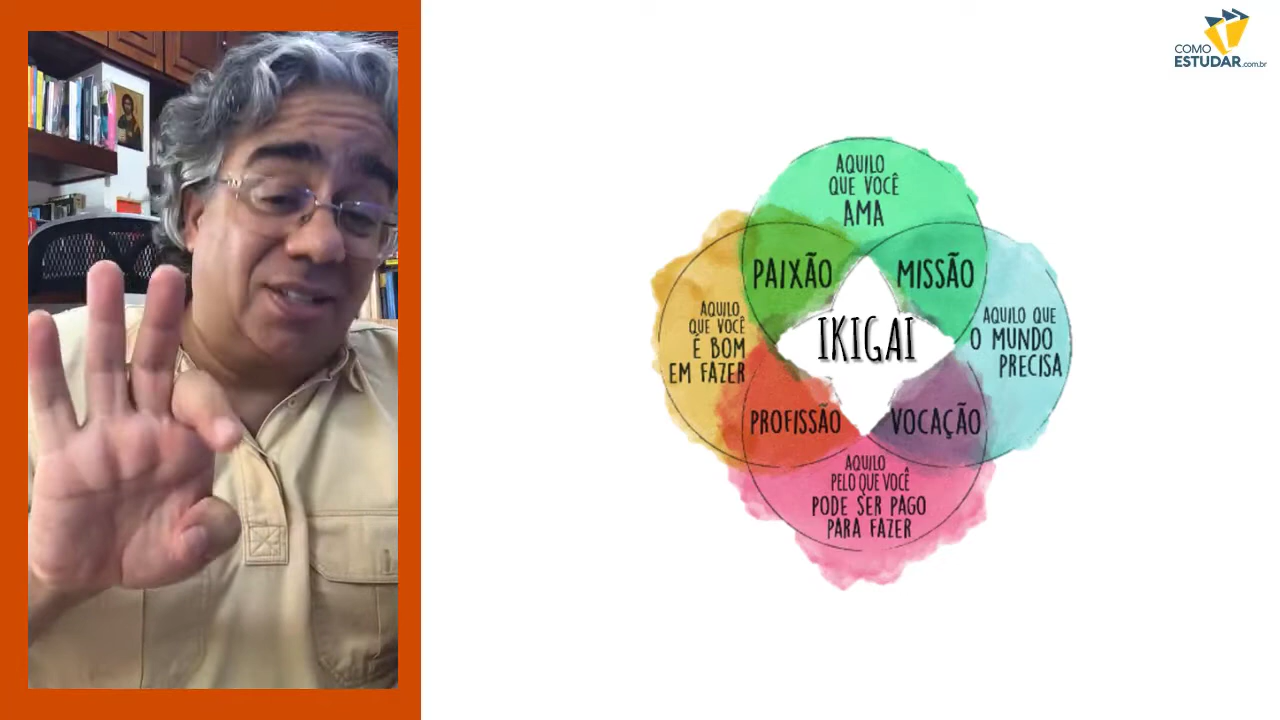 COMO
ESTUDAR.com.br
AQUILO
QUE VOCÊ
AMA
PAIXÃO
MISSÃO
AQUILO
QUE VOCÊ
É BOM
EM FAZER
IKIGAI
AQUILO QUE
O MUNDO
PRECISA
PROFISSÃO
VOCAÇÃO
AQUILO
PELO QUE VOCÊ
PODE SER PAGO
PARA FAZER